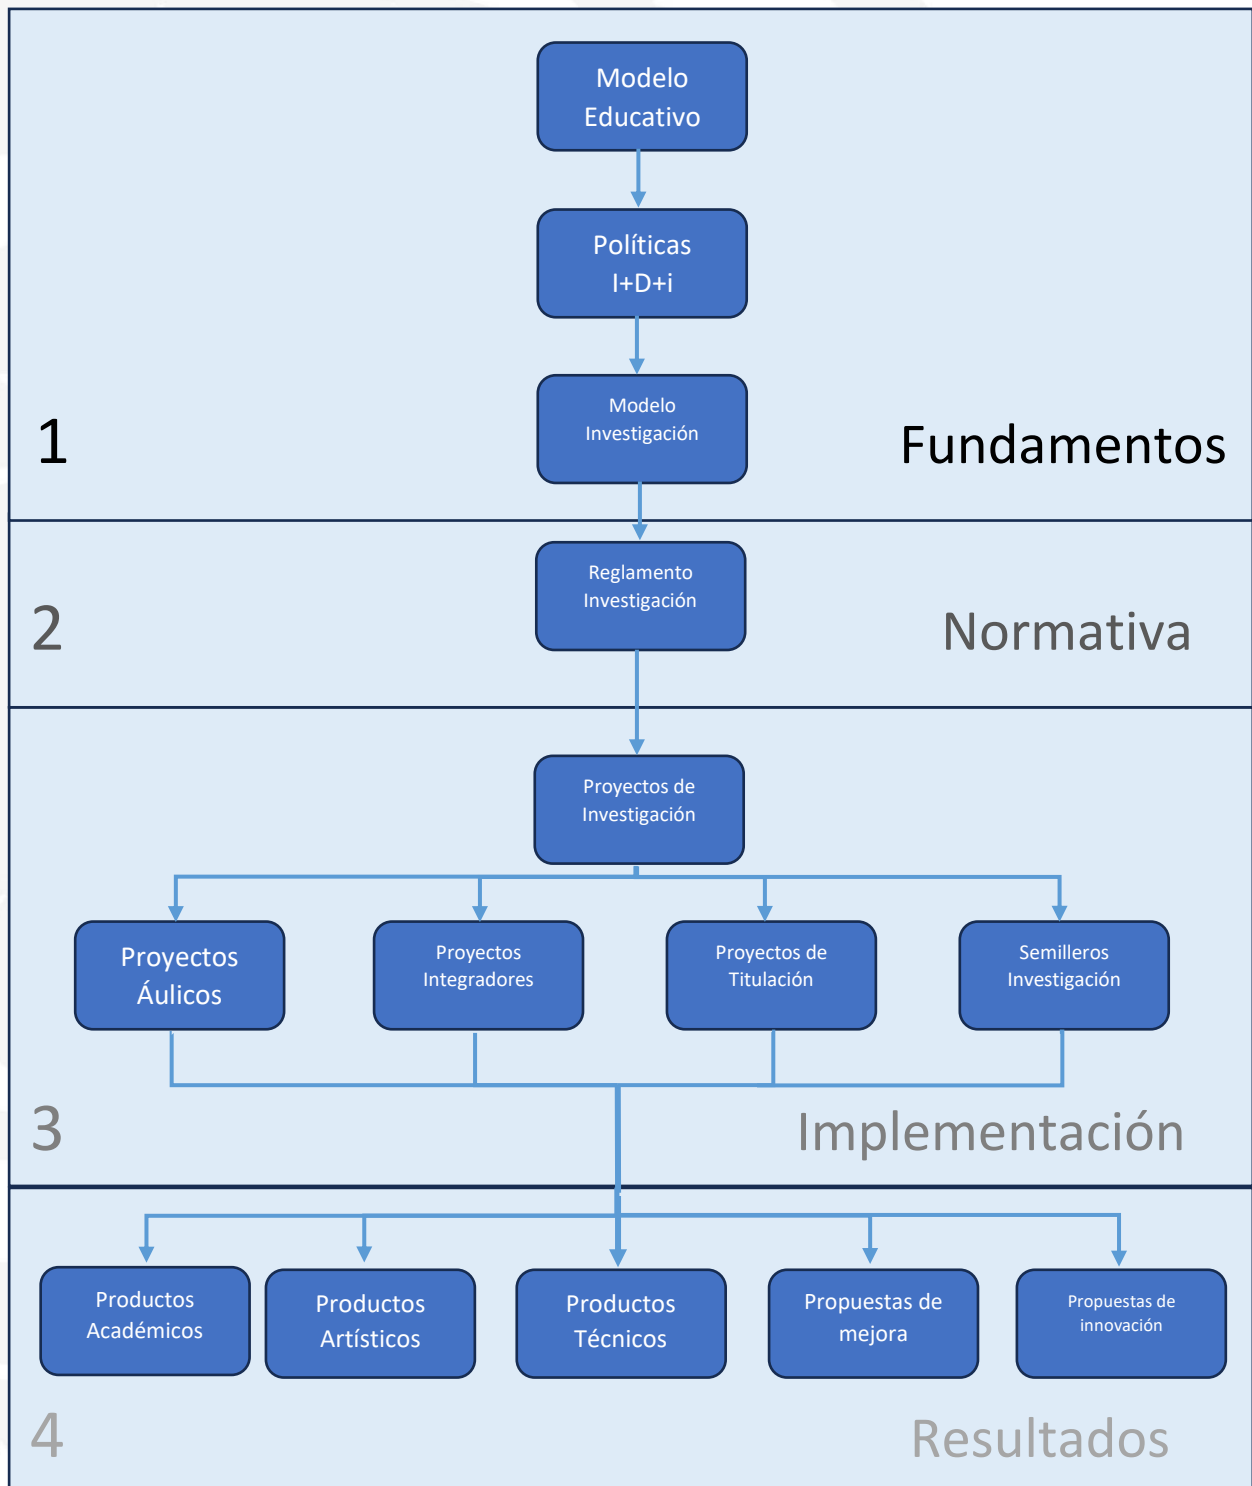 Modelo
Educativo
Políticas
I+D+i
Modelo
Investigación
1
Fundamentos
Reglamento
Investigación
2
Normativa
Proyectos de
Investigación
Proyectos
Áulicos
Proyectos
Integradores
Proyectos de
Titulación
Semilleros
Investigación
3
Implementación
Productos
Académicos
Productos
Artísticos
Productos
Técnicos
Propuestas de
mejora
Propuestas de
innovación
4
Resultados